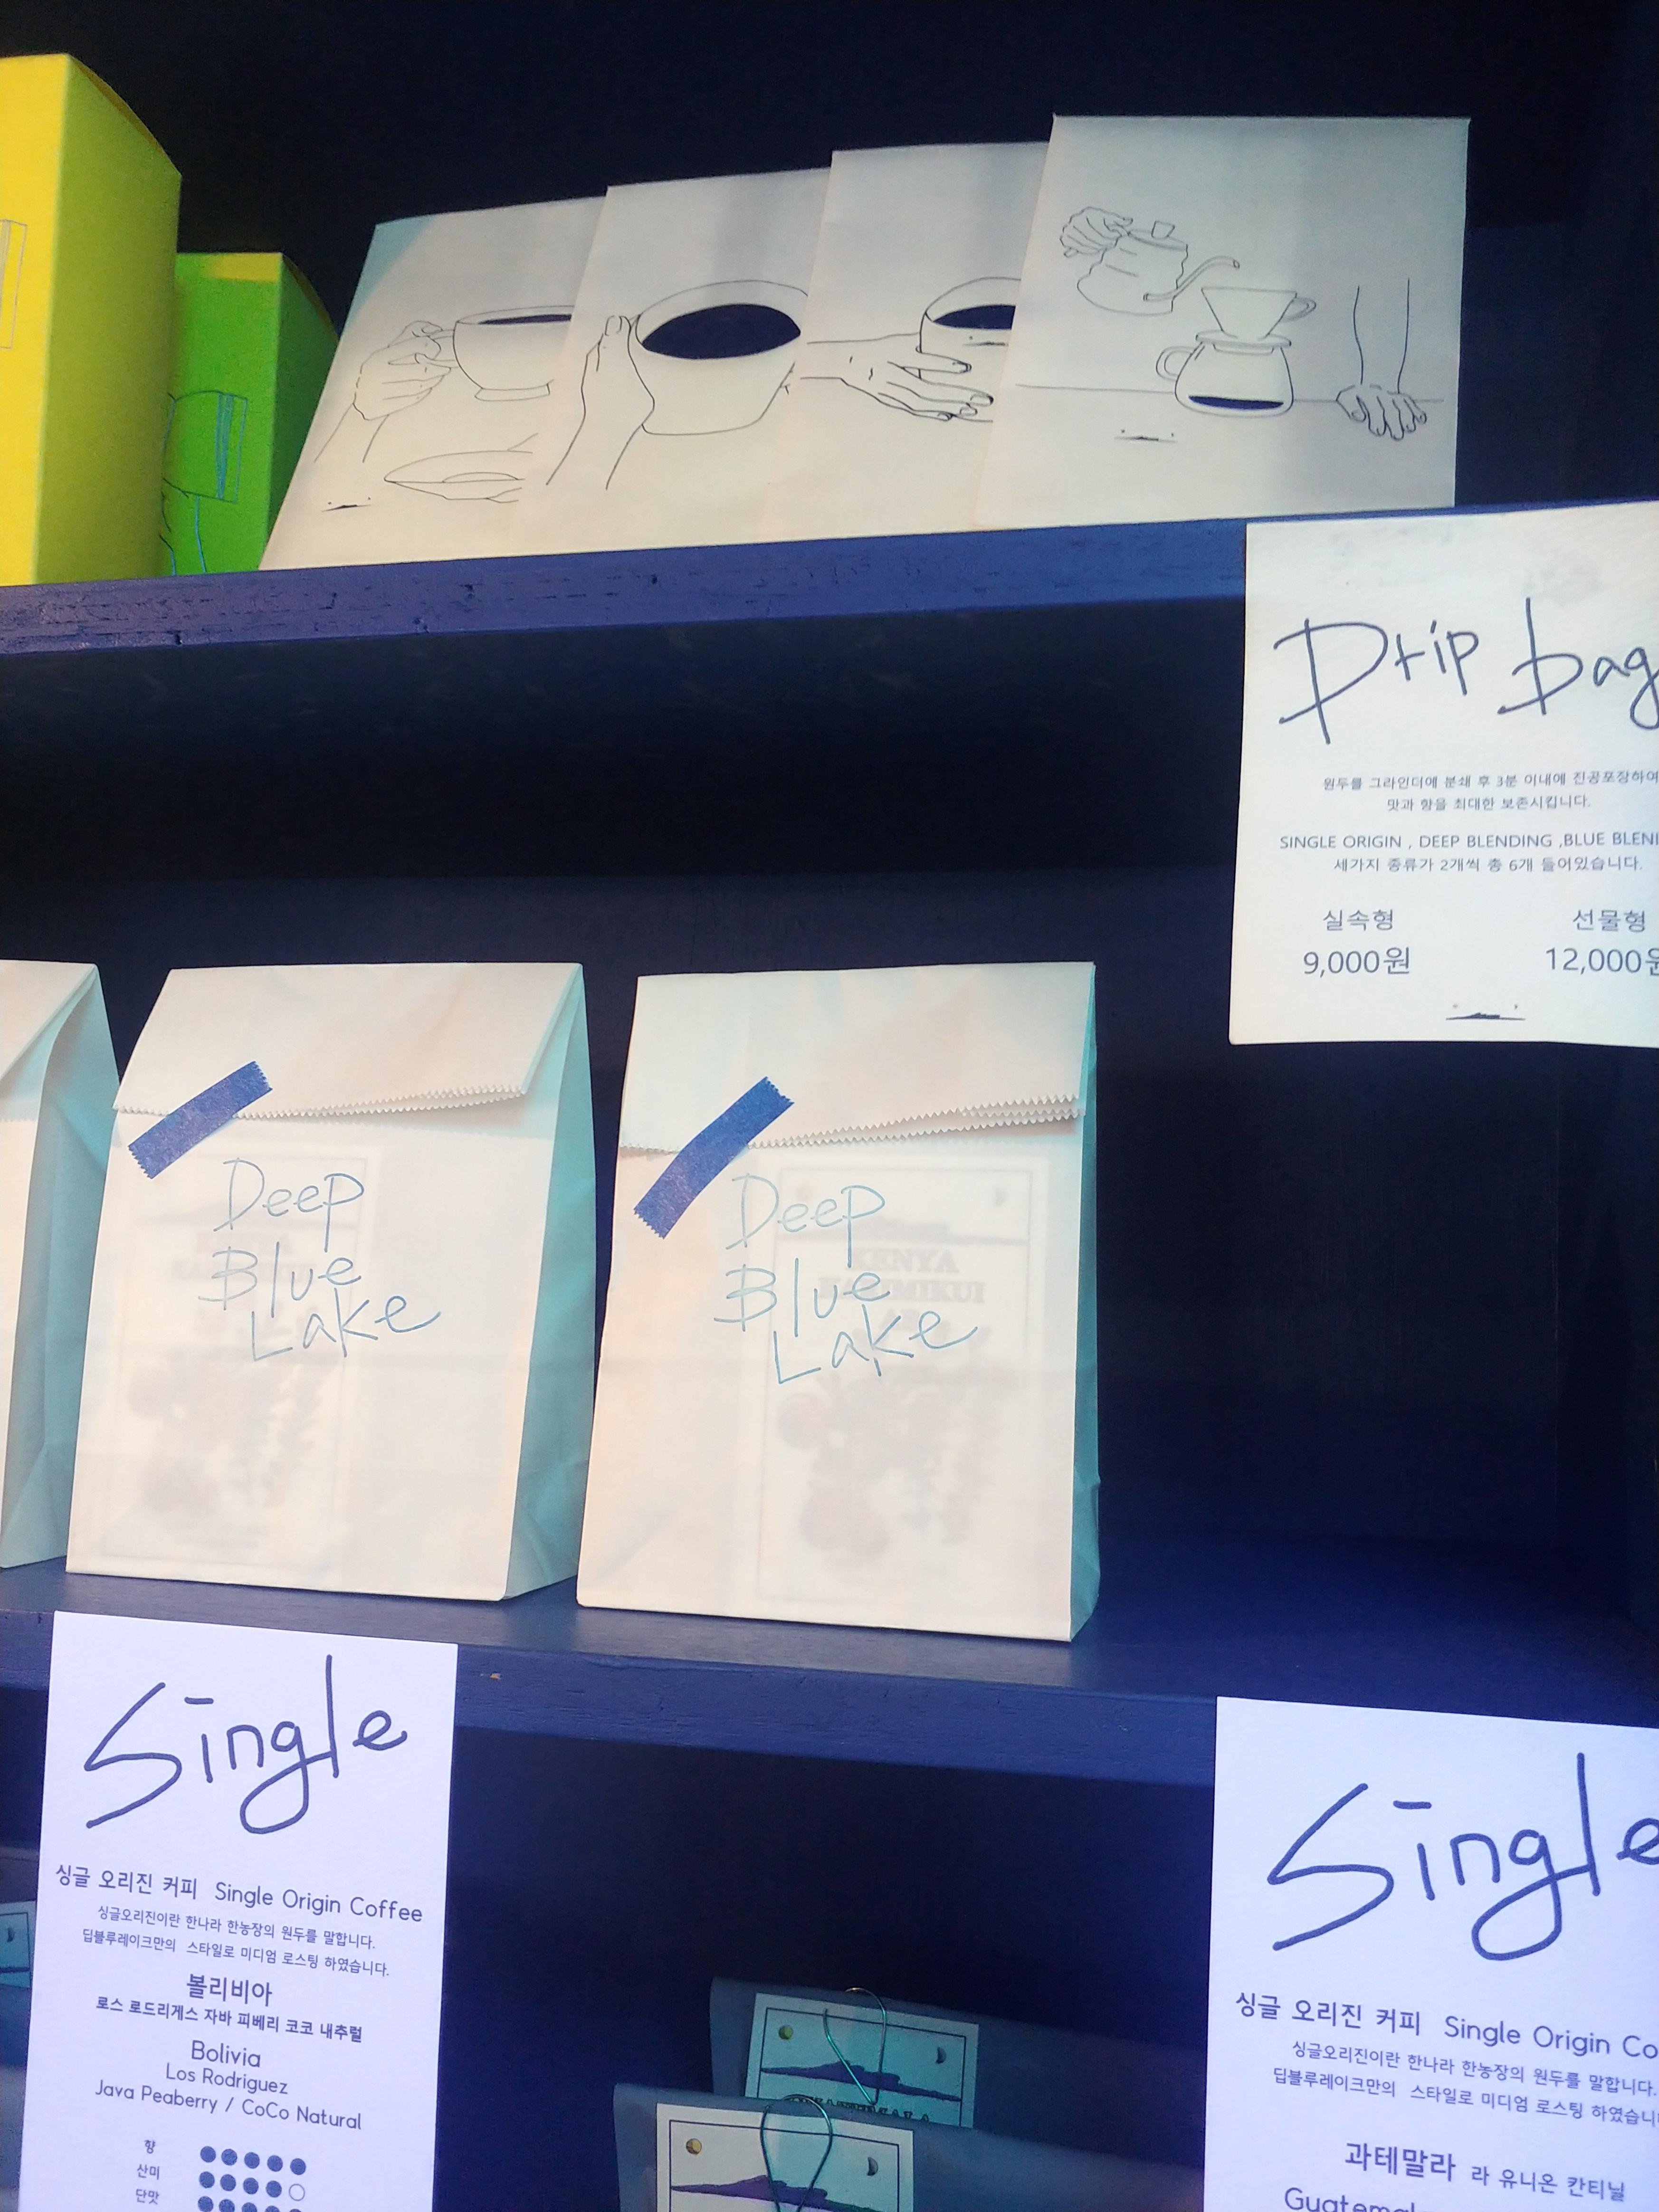 Drip bag
원두를 그라인더에 분쇄 후 3분 이내에 진공포장하여
맛과 향을 최대한 보존시킵니다.
SINGLE ORIGIN , DEEP BLENDING ,BLUE BLENI
세가지 종류가 2개씩 총 6개 들어있습니다.
실속형 선물형
9,000원 12,000원
Deep
Blue
Lake
Deep
Blue
Lake
KENYA
Single
싱글 오리진 커피 Single Origin Coffee
싱글오리진이란 한나라 한농장의 원두를 말합니다.
딥블루레이크만의 스타일로 미디엄 로스팅 하였습니다.
볼리비아
로스 로드리게스 자바 피베리 코코 내추럴
Bolivia
Los Rodriguez
Java Peaberry / CoCo Natural
향
산미
단맛
Single
싱글 오리진 커피 Single Origin Co
싱글오리진이란 한나라 한농장의 원두를 말합니다.
딥블루레이크만의 스타일로 미디엄 로스팅 하였습니
과테말라 라 유니온 칸티닐
Guatemal